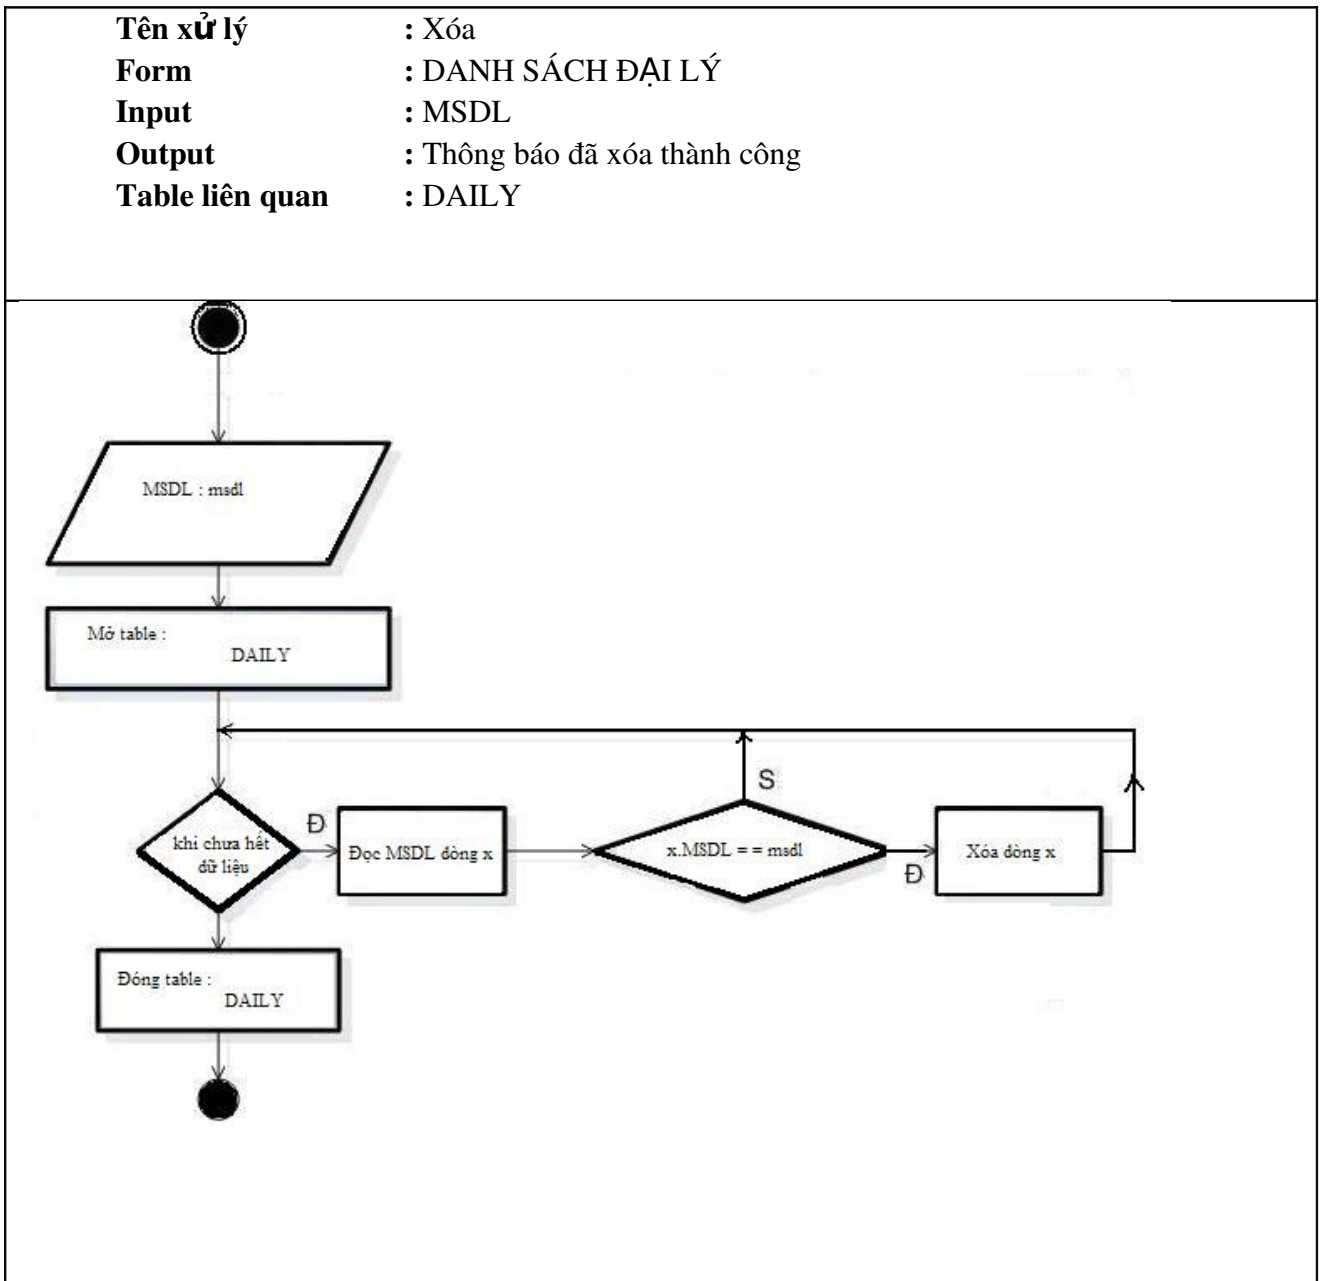 Tên xử lý : Xóa
Form : DANH SÁCH ĐẠI LÝ
Input : MSDL
Output : Thông báo đã xóa thành công
Table liên quan : DAILY
MSDL : msdl
Mở table :
DAILY
S
khi chưa hết
dữ liệu
Đ
Đọc MSDL dòng x
x.MSDL = = msdl
Đ
Xóa dòng x
Đóng table :
DAILY